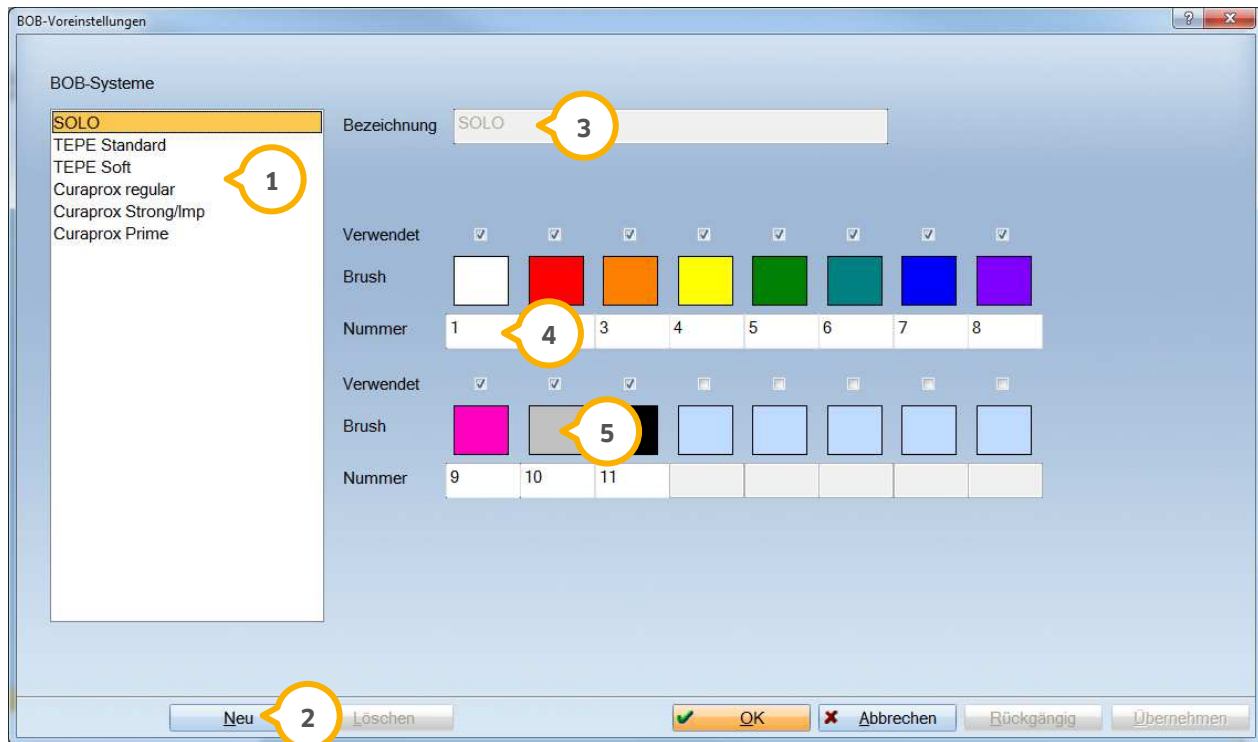 BOB-Voreinstellungen
BOB-Systeme
SOLO
TEPE Standard
TEPE Soft
Curaprox regular
Curaprox Strong/Imp
Curaprox Prime
1
Bezeichnung SOLO 3
Verwendet
Brush
Nummer 1 4 3 4 5 6 7 8
Verwendet
Brush 5
Nummer 9 10 11
Neu 2 Löschen OK Abbrechen Rückgängig Übernehmen